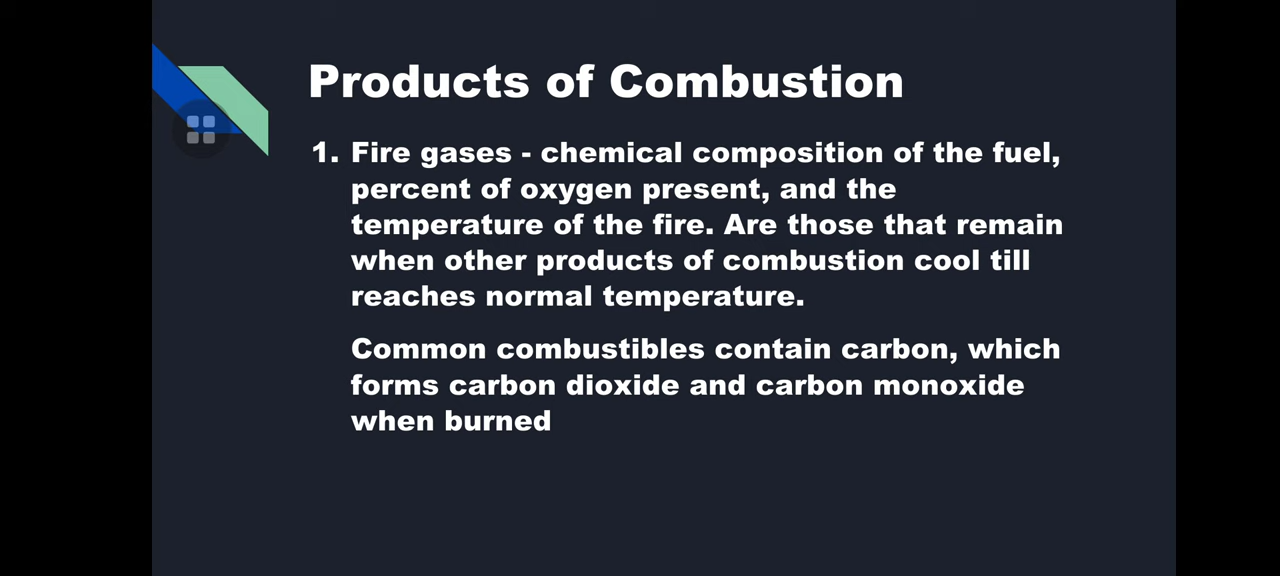 Products of Combustion
1. Fire gases - chemical composition of the fuel,
percent of oxygen present, and the
temperature of the fire. Are those that remain
when other products of combustion cool till
reaches normal temperature.
Common combustibles contain carbon, which
forms carbon dioxide and carbon monoxide
when burned